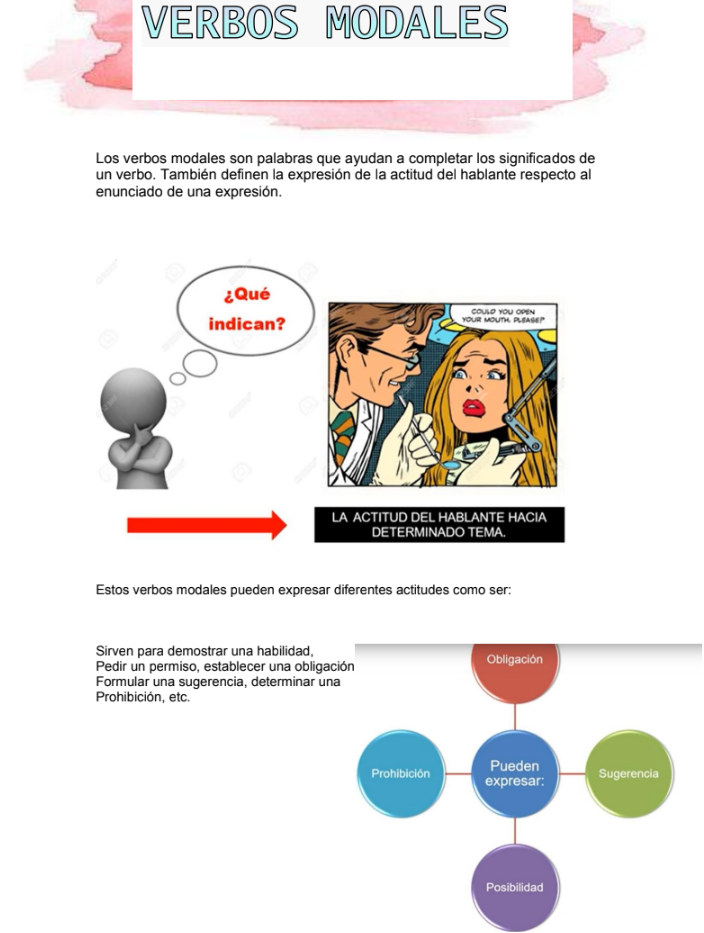 VERBOS MODALES
Los verbos modales son palabras que ayudan a completar los significados de
un verbo. También definen la expresión de la actitud del hablante respecto al
enunciado de una expresión.
¿Qué
indican?
COULD YOU OPEN
YOUR MOUTH, PLEASE?"
LA ACTITUD DEL HABLANTE HACIA
DETERMINADO TEMA.
Estos verbos modales pueden expresar diferentes actitudes como ser:
Sirven para demostrar una habilidad,
Pedir un permiso, establecer una obligación
Formular una sugerencia, determinar una
Prohibición, etc.
Obligación
Prohibición
Pueden
expresar:
Sugerencia
Posibilidad